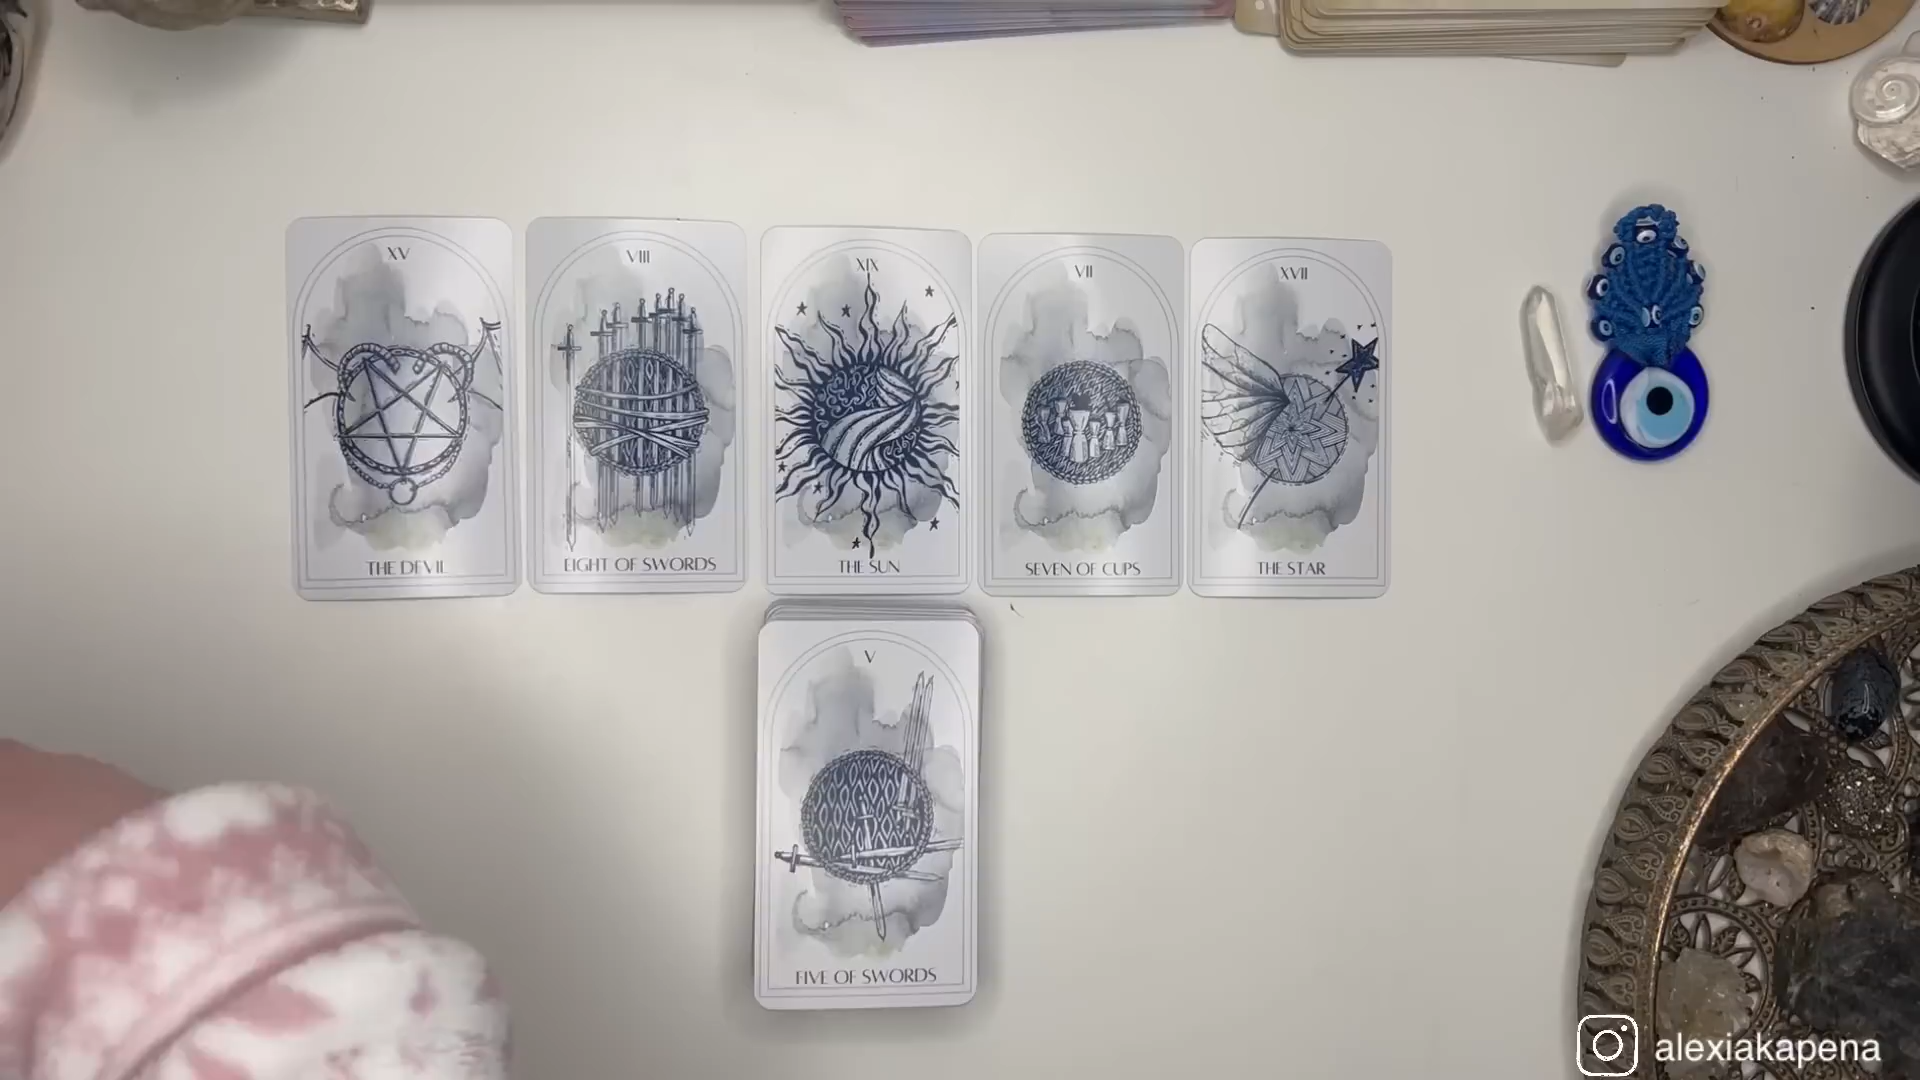 XV
THE DEVIL
VIII
EIGHT OF SWORDS
XIX
THE SUN
VII
SEVEN OF CUPS
XVII
THE STAR
V
FIVE OF SWORDS
alexiakapena